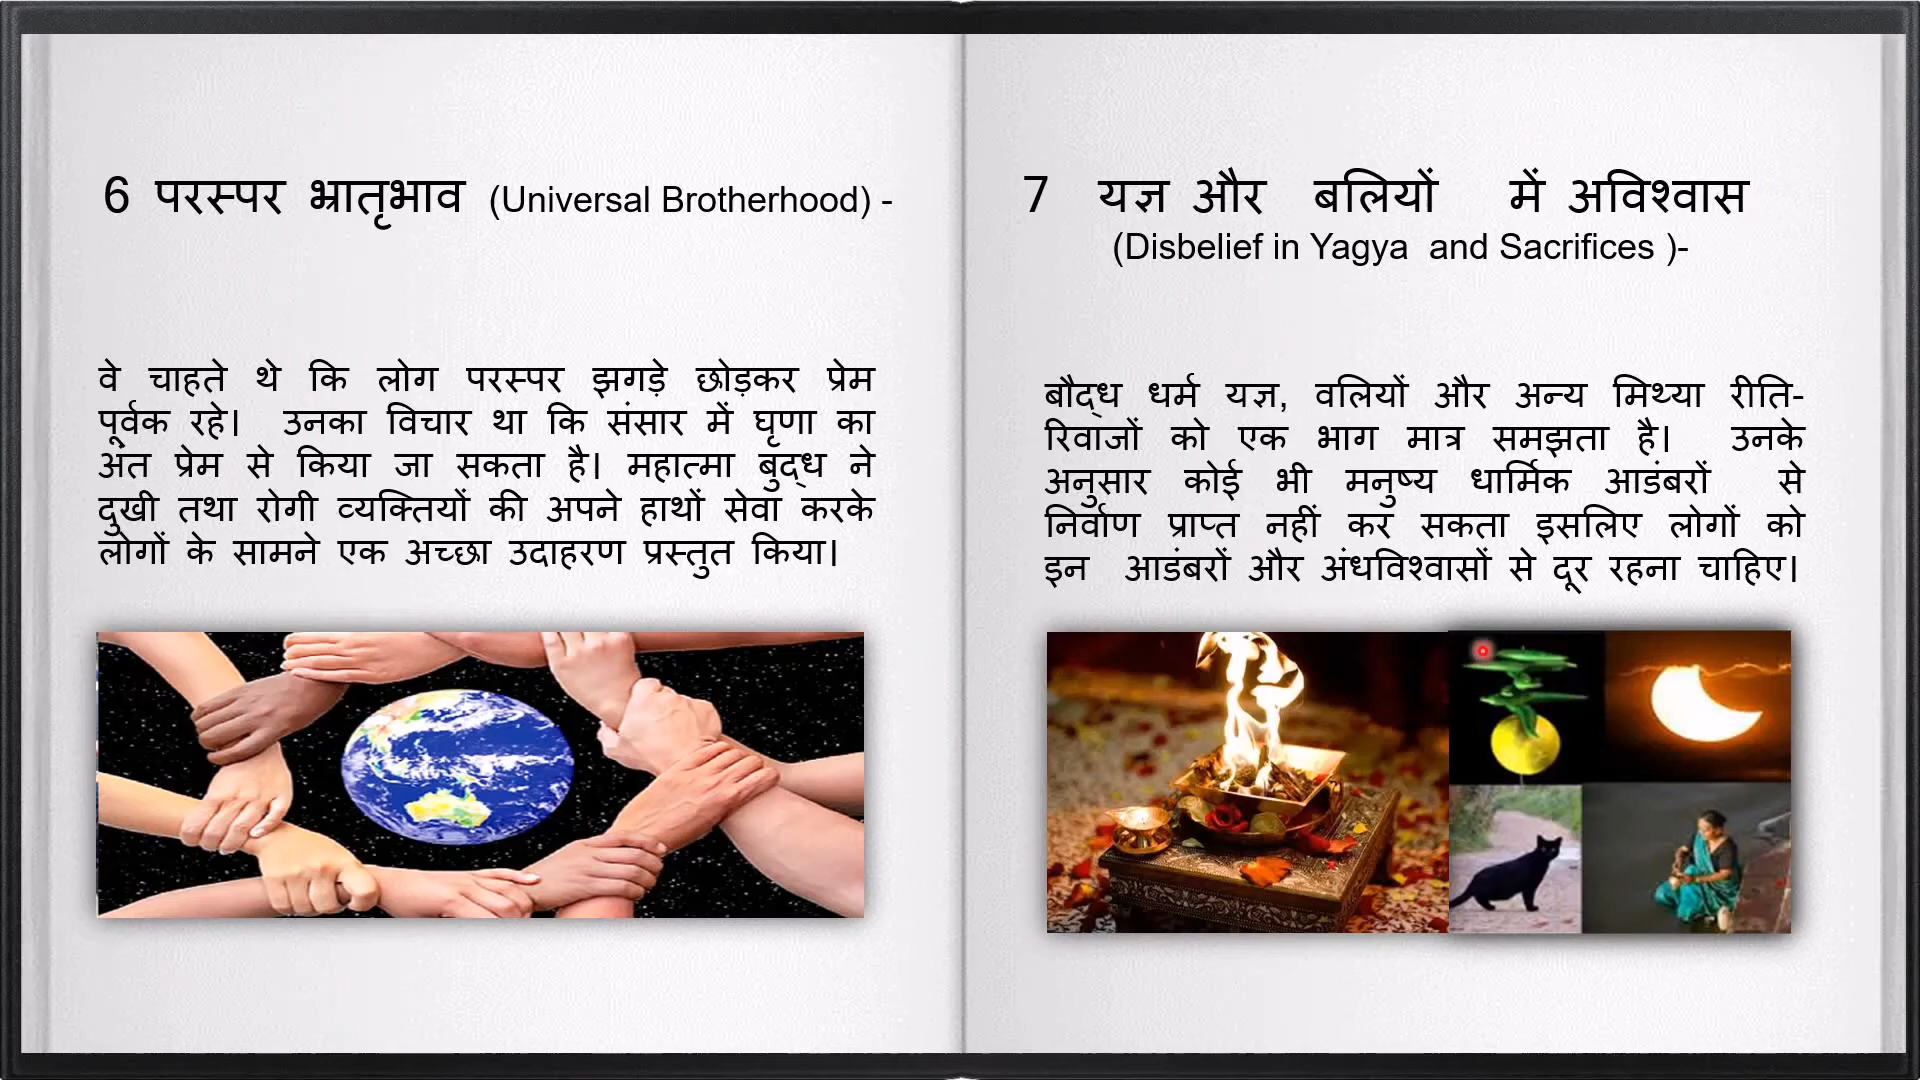 6 परस्पर भ्रातृभाव (Universal Brotherhood) -
वे चाहते थे कि लोग परस्पर झगड़े छोड़कर प्रेम
पूर्वक रहे। उनका विचार था कि संसार में घृणा का
अंत प्रेम से किया जा सकता है। महात्मा बुद्ध ने
दुखी तथा रोगी व्यक्तियों की अपने हाथों सेवा करके
लोगों के सामने एक अच्छा उदाहरण प्रस्तुत किया।
7 यज्ञ और बलियों में अविश्वास
(Disbelief in Yagya and Sacrifices )-
बौद्ध धर्म यज्ञ, वलियों और अन्य मिथ्या रीति-
रिवाजों को एक भाग मात्र समझता है। उनके
अनुसार कोई भी मनुष्य धार्मिक आडंबरों से
निर्वाण प्राप्त नहीं कर सकता इसलिए लोगों को
इन आडंबरों और अंधविश्वासों से दूर रहना चाहिए।